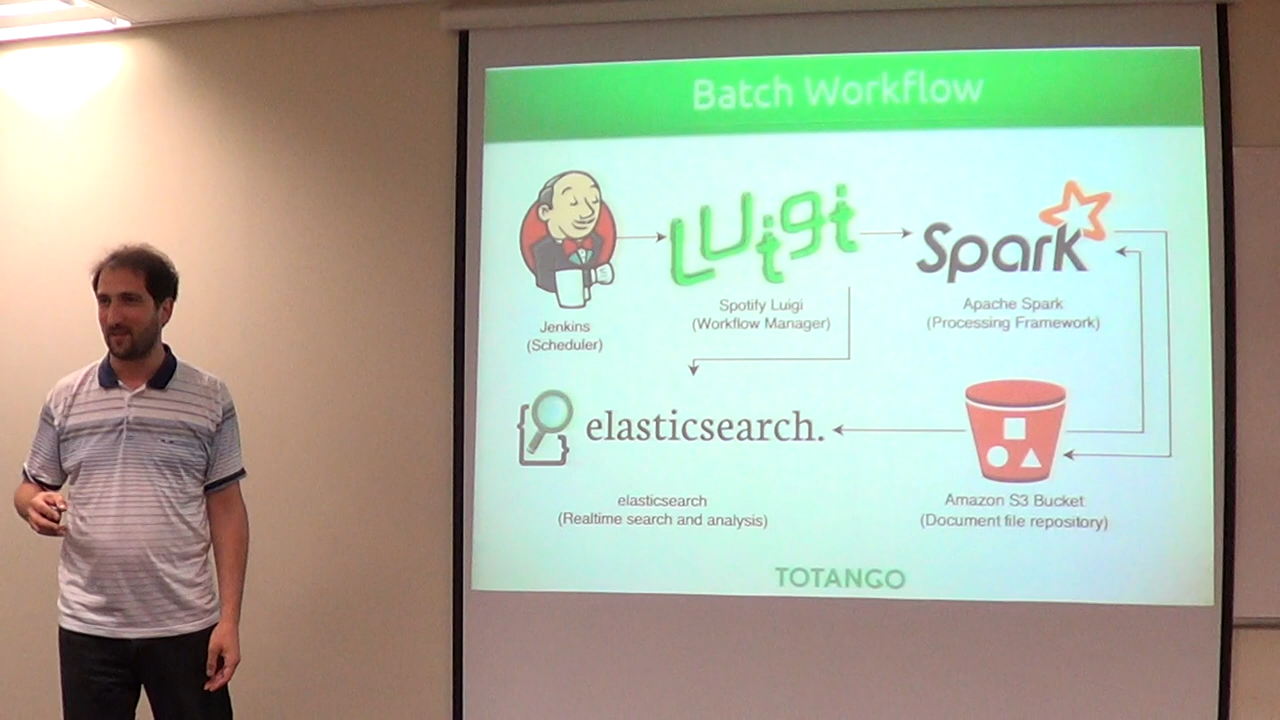 Batch Workflow
Luigi
Spark
Spotify Luigi
(Workflow Manager)
Apache Spark
(Processing Framework)
Jenkins
(Scheduler)
elasticsearch.
elasticsearch
(Realtime search and analysis)
Amazon S3 Bucket
(Document file repository)
TOTANGO